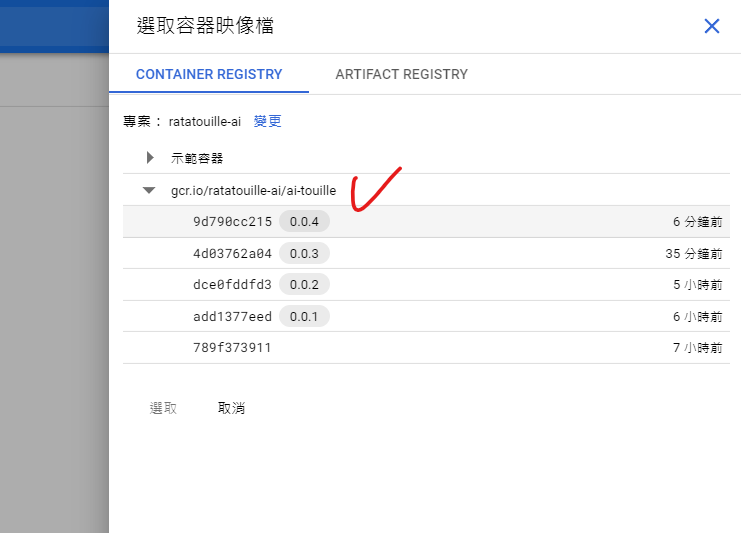 選取容器映像檔
CONTAINER REGISTRY ARTIFACT REGISTRY
專案： ratatouille-ai 變更
示範容器
gcr.io/ratatouille-ai/ai-touille
9d790cc215 0.0.4 6 分鐘前
4d03762a04 0.0.3 35 分鐘前
dce0fddfd3 0.0.2 5 小時前
add1377eed 0.0.1 6 小時前
789f373911 7 小時前
選取 取消